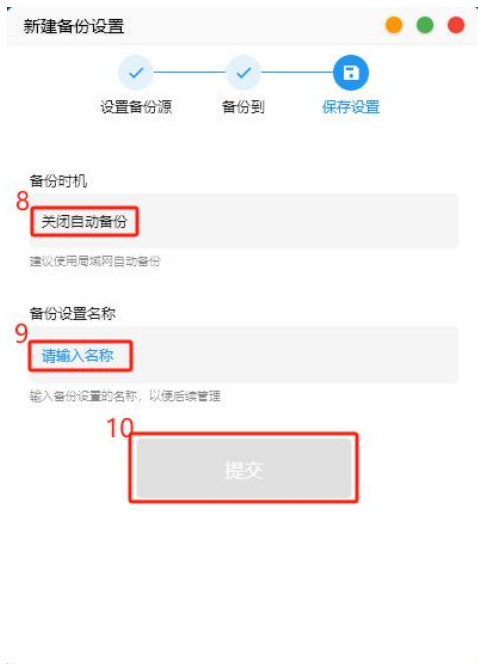 新建备份设置
设置备份源 备份到 保存设置
备份时机
8
关闭自动备份
建议使用局域网自动备份
备份设置名称
9
请输入名称
输入备份设置的名称，以便后续管理
10
提交